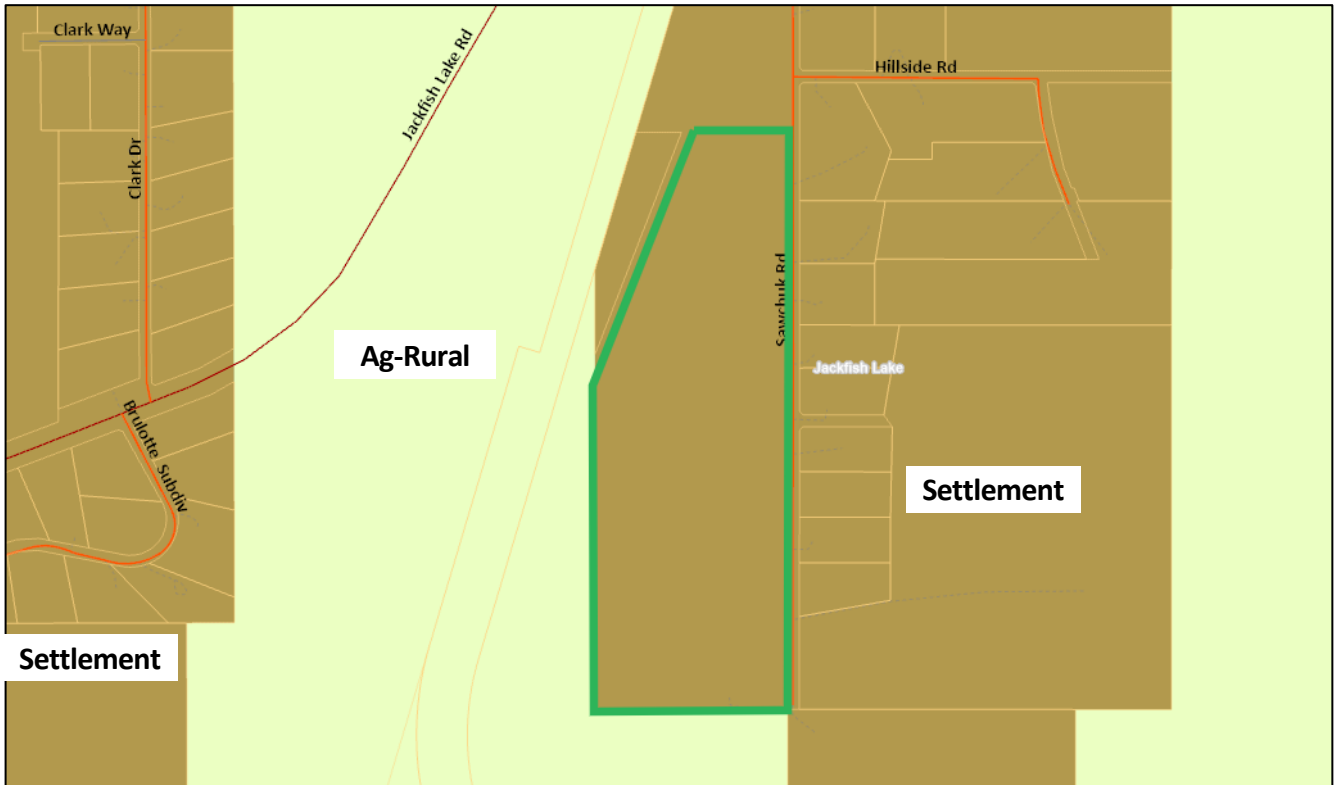 Clark Way
Jackfish Lake Rd
Hillside Rd
Clark Dr
Sawchuk Rd
Ag-Rural
Jackfish Lake
Brulotte Subdiv
Settlement
Settlement